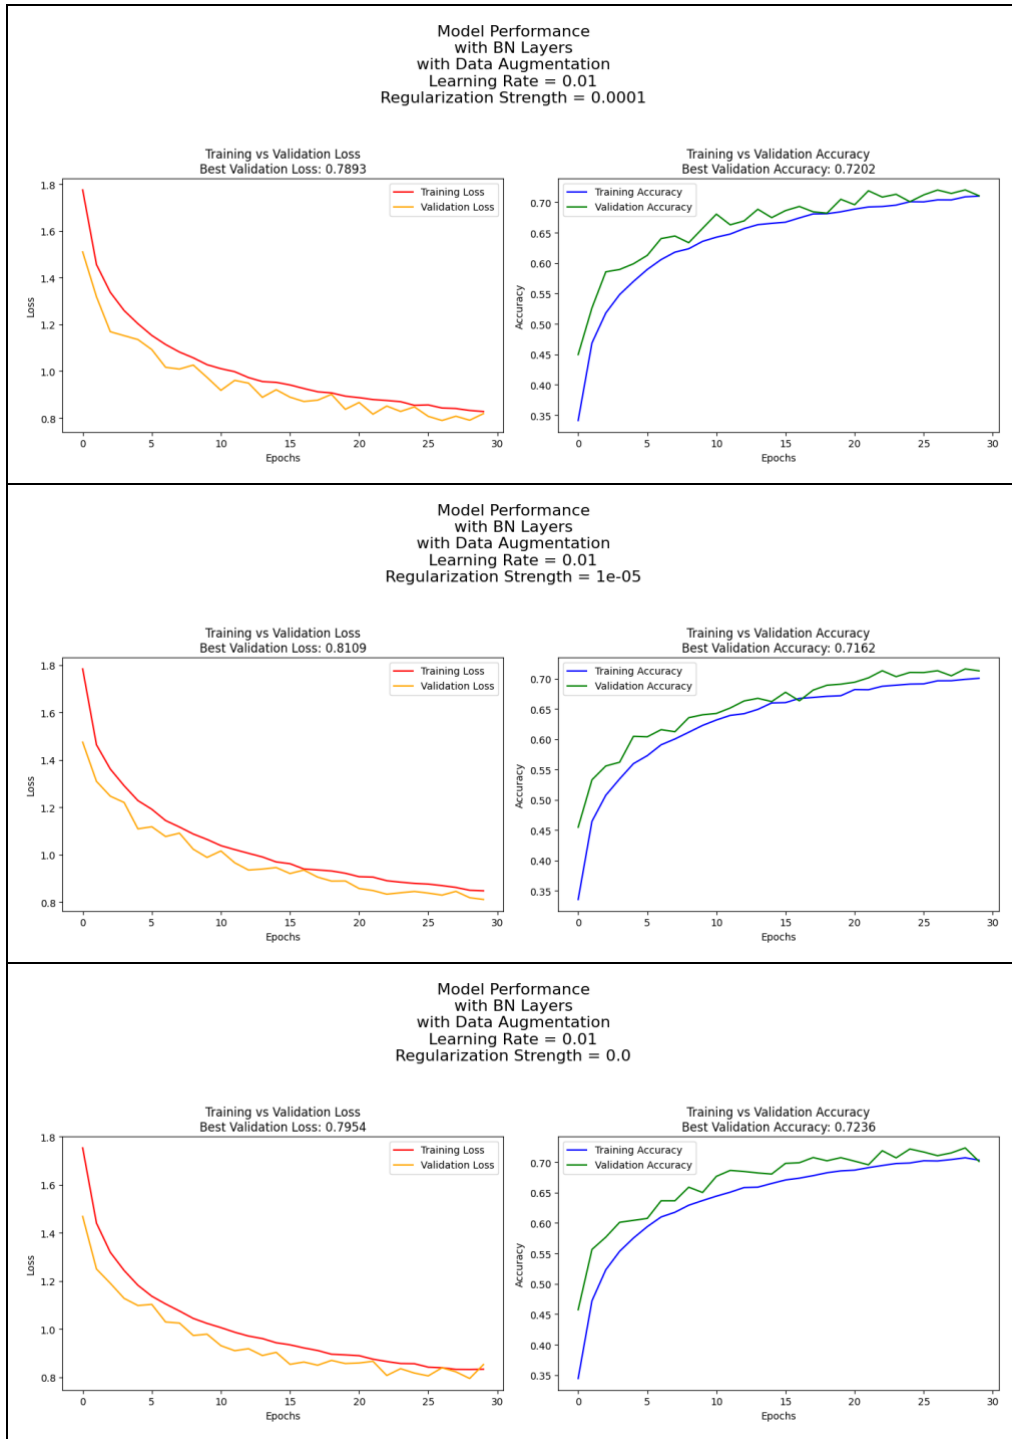 Model Performance
with BN Layers
with Data Augmentation
Learning Rate = 0.01
Regularization Strength = 0.0001
Training vs Validation Loss
Best Validation Loss: 0.7893
Training Loss
Validation Loss
Loss
1.8
1.6
1.4
1.2
1.0
0.8
0 5 10 15 20 25 30
Epochs
Training vs Validation Accuracy
Best Validation Accuracy: 0.7202
Training Accuracy
Validation Accuracy
Accuracy
0.70
0.65
0.60
0.55
0.50
0.45
0.40
0.35
0 5 10 15 20 25 30
Epochs
Model Performance
with BN Layers
with Data Augmentation
Learning Rate = 0.01
Regularization Strength = 1e-05
Training vs Validation Loss
Best Validation Loss: 0.8109
Training Loss
Validation Loss
Loss
1.8
1.6
1.4
1.2
1.0
0.8
0 5 10 15 20 25 30
Epochs
Training vs Validation Accuracy
Best Validation Accuracy: 0.7162
Training Accuracy
Validation Accuracy
Accuracy
0.70
0.65
0.60
0.55
0.50
0.45
0.40
0.35
0 5 10 15 20 25 30
Epochs
Model Performance
with BN Layers
with Data Augmentation
Learning Rate = 0.01
Regularization Strength = 0.0
Training vs Validation Loss
Best Validation Loss: 0.7954
Training Loss
Validation Loss
Loss
1.8
1.6
1.4
1.2
1.0
0.8
0 5 10 15 20 25 30
Epochs
Training vs Validation Accuracy
Best Validation Accuracy: 0.7236
Training Accuracy
Validation Accuracy
Accuracy
0.70
0.65
0.60
0.55
0.50
0.45
0.40
0.35
0 5 10 15 20 25 30
Epochs